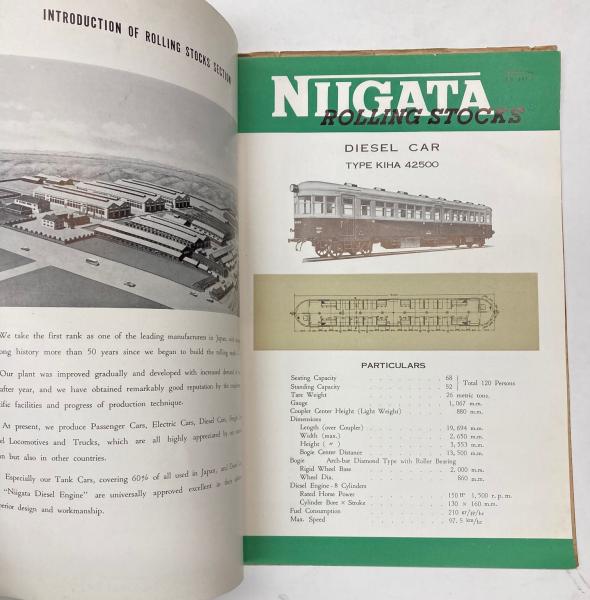 INTRODUCTION OF ROLLING STOCKS SECTION
We take the first rank as one of the leading manufacturers in Japan,
long history more than 50 years since we began to build the rolling
Our plant was improved gradually and developed with increased demand
after year, and we have obtained remarkably good reputation by the
ific facilities and progress of production technique.
At present, we produce Passenger Cars, Electric Cars, Diesel Cars,
el Locomotives and Trucks, which are all highly appreciated by
an but also in other countries.
Especially our Tank Cars, covering 60% of all used in Japan, and
"Niigata Diesel Engine" are universally approved excellent in their
perior design and workmanship.
NIIGATA
ROLLING STOCKS
DIESEL CAR
TYPE KIHA 42500
PARTICULARS
Seating Capacity 68
Standing Capacity 52
Total 120 Persons
Tare Weight 26 metric tons.
Gauge 1,067 m.m.
Coupler Center Height (Light Weight) 880 m.m.
Dimensions
Length (over Coupler) 19,694 m.m.
Width (max.) 2,650 m.m.
Height ( 〃 ) 3,553 m.m.
Bogie Center Distance 13,500 m.m.
Bogie Arch-bar Diamond Type with Roller Bearing
Rigid Wheel Base 2,000 m.m.
Wheel Dia. 860 m.m.
Diesel Engine-8 Cylinders
Rated Horse Power 150 HP 1,500 r.p.m.
Cylinder Bore × Stroke 130 × 160 m.m.
Fuel Consumption 210 gr/HP/hr
Max. Speed 97.5 km/hr